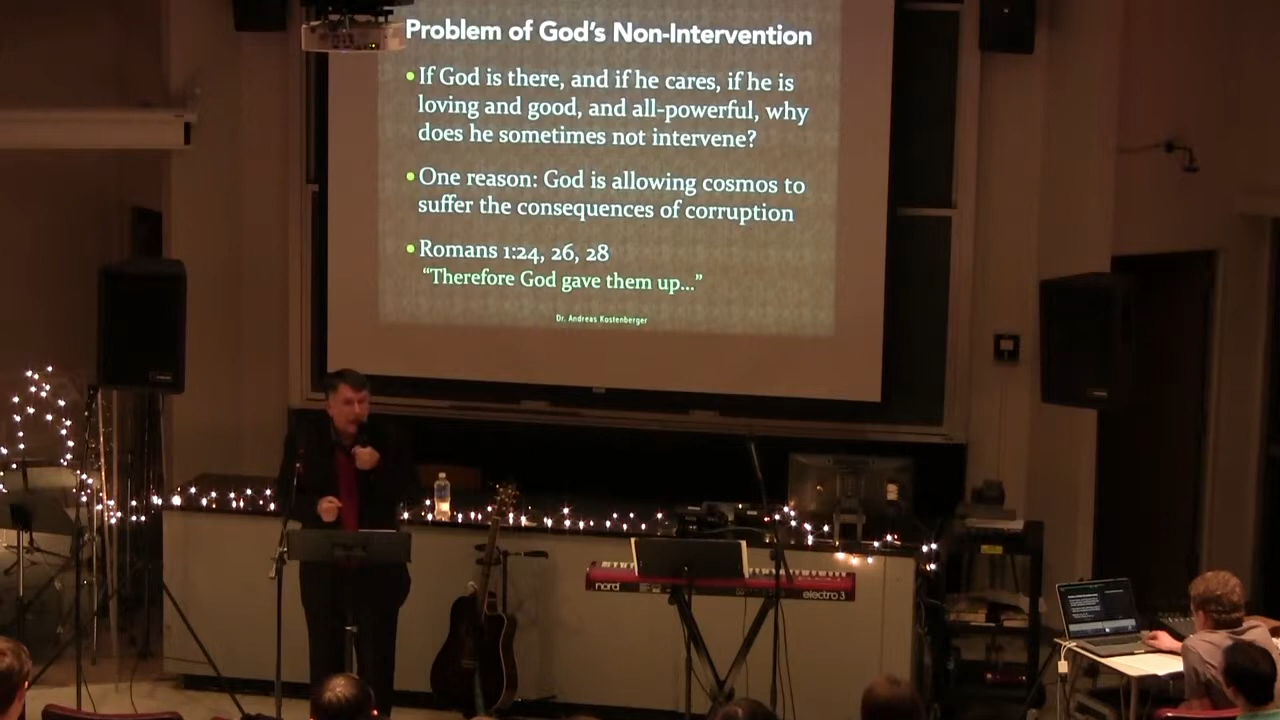 Problem of God's Non-Intervention
•If God is there, and if he cares, if he is
loving and good, and all-powerful, why
does he sometimes not intervene?
•One reason: God is allowing cosmos to
suffer the consequences of corruption
•Romans 1:24, 26, 28
“Therefore God gave them up...”
Dr. Andreas Kostenberger
nord
electro 3